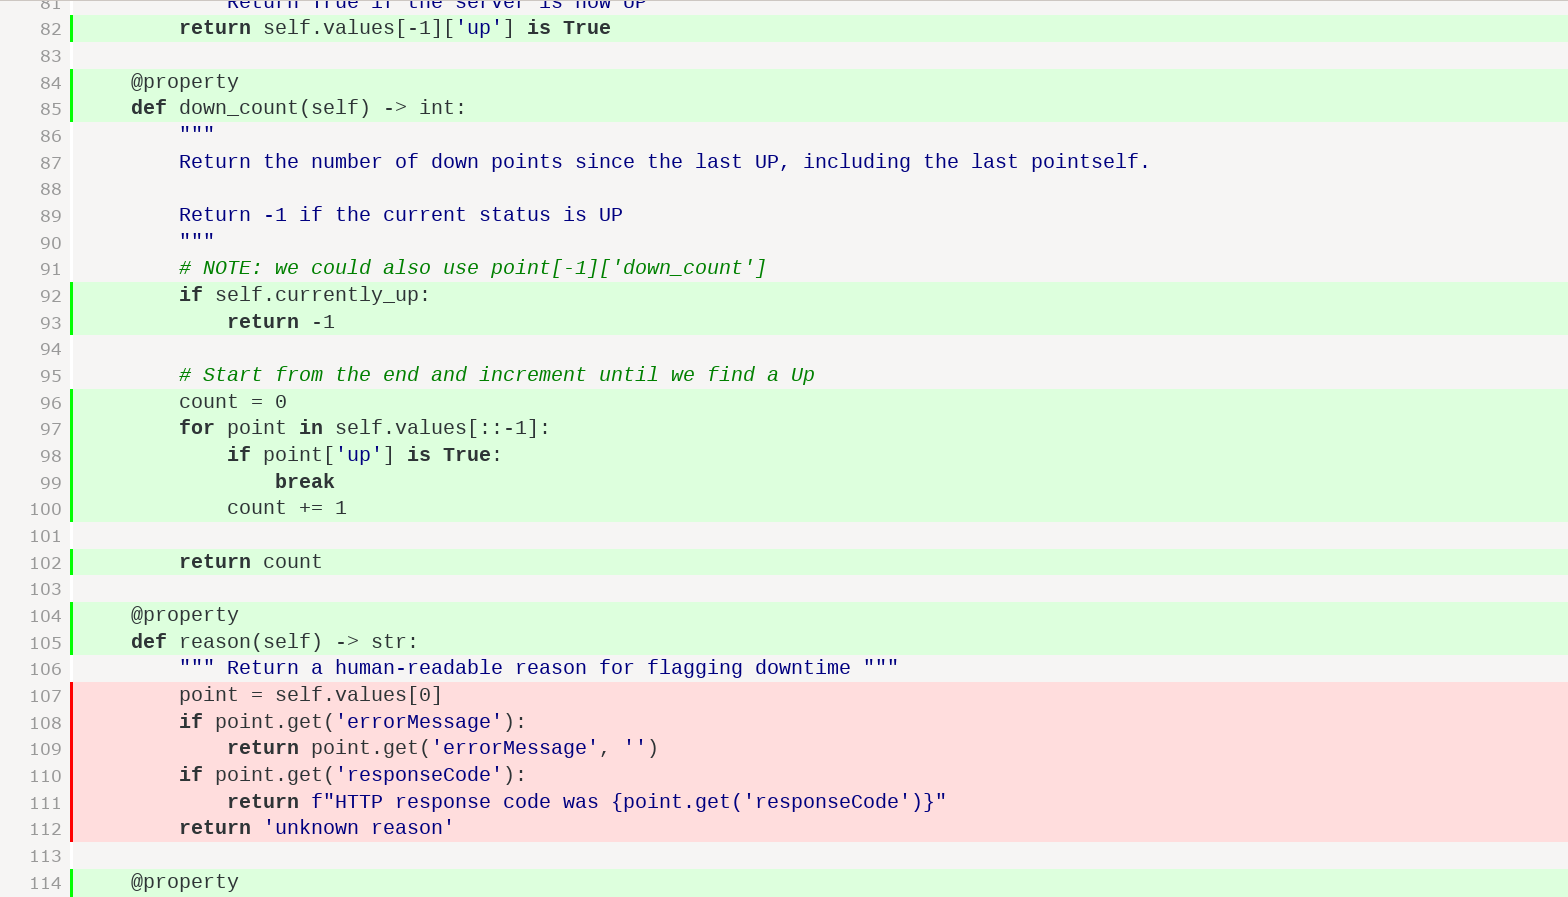 81             Return True if the server is now UP
82         return self.values[-1]['up'] is True
83
84     @property
85     def down_count(self) -> int:
86         """
87         Return the number of down points since the last UP, including the last pointself.
88
89         Return -1 if the current status is UP
90         """
91         # NOTE: we could also use point[-1]['down_count']
92         if self.currently_up:
93             return -1
94
95         # Start from the end and increment until we find a Up
96         count = 0
97         for point in self.values[::-1]:
98             if point['up'] is True:
99                 break
100             count += 1
101
102         return count
103
104     @property
105     def reason(self) -> str:
106         """ Return a human-readable reason for flagging downtime """
107         point = self.values[0]
108         if point.get('errorMessage'):
109             return point.get('errorMessage', '')
110         if point.get('responseCode'):
111             return f"HTTP response code was {point.get('responseCode')}"
112         return 'unknown reason'
113
114     @property